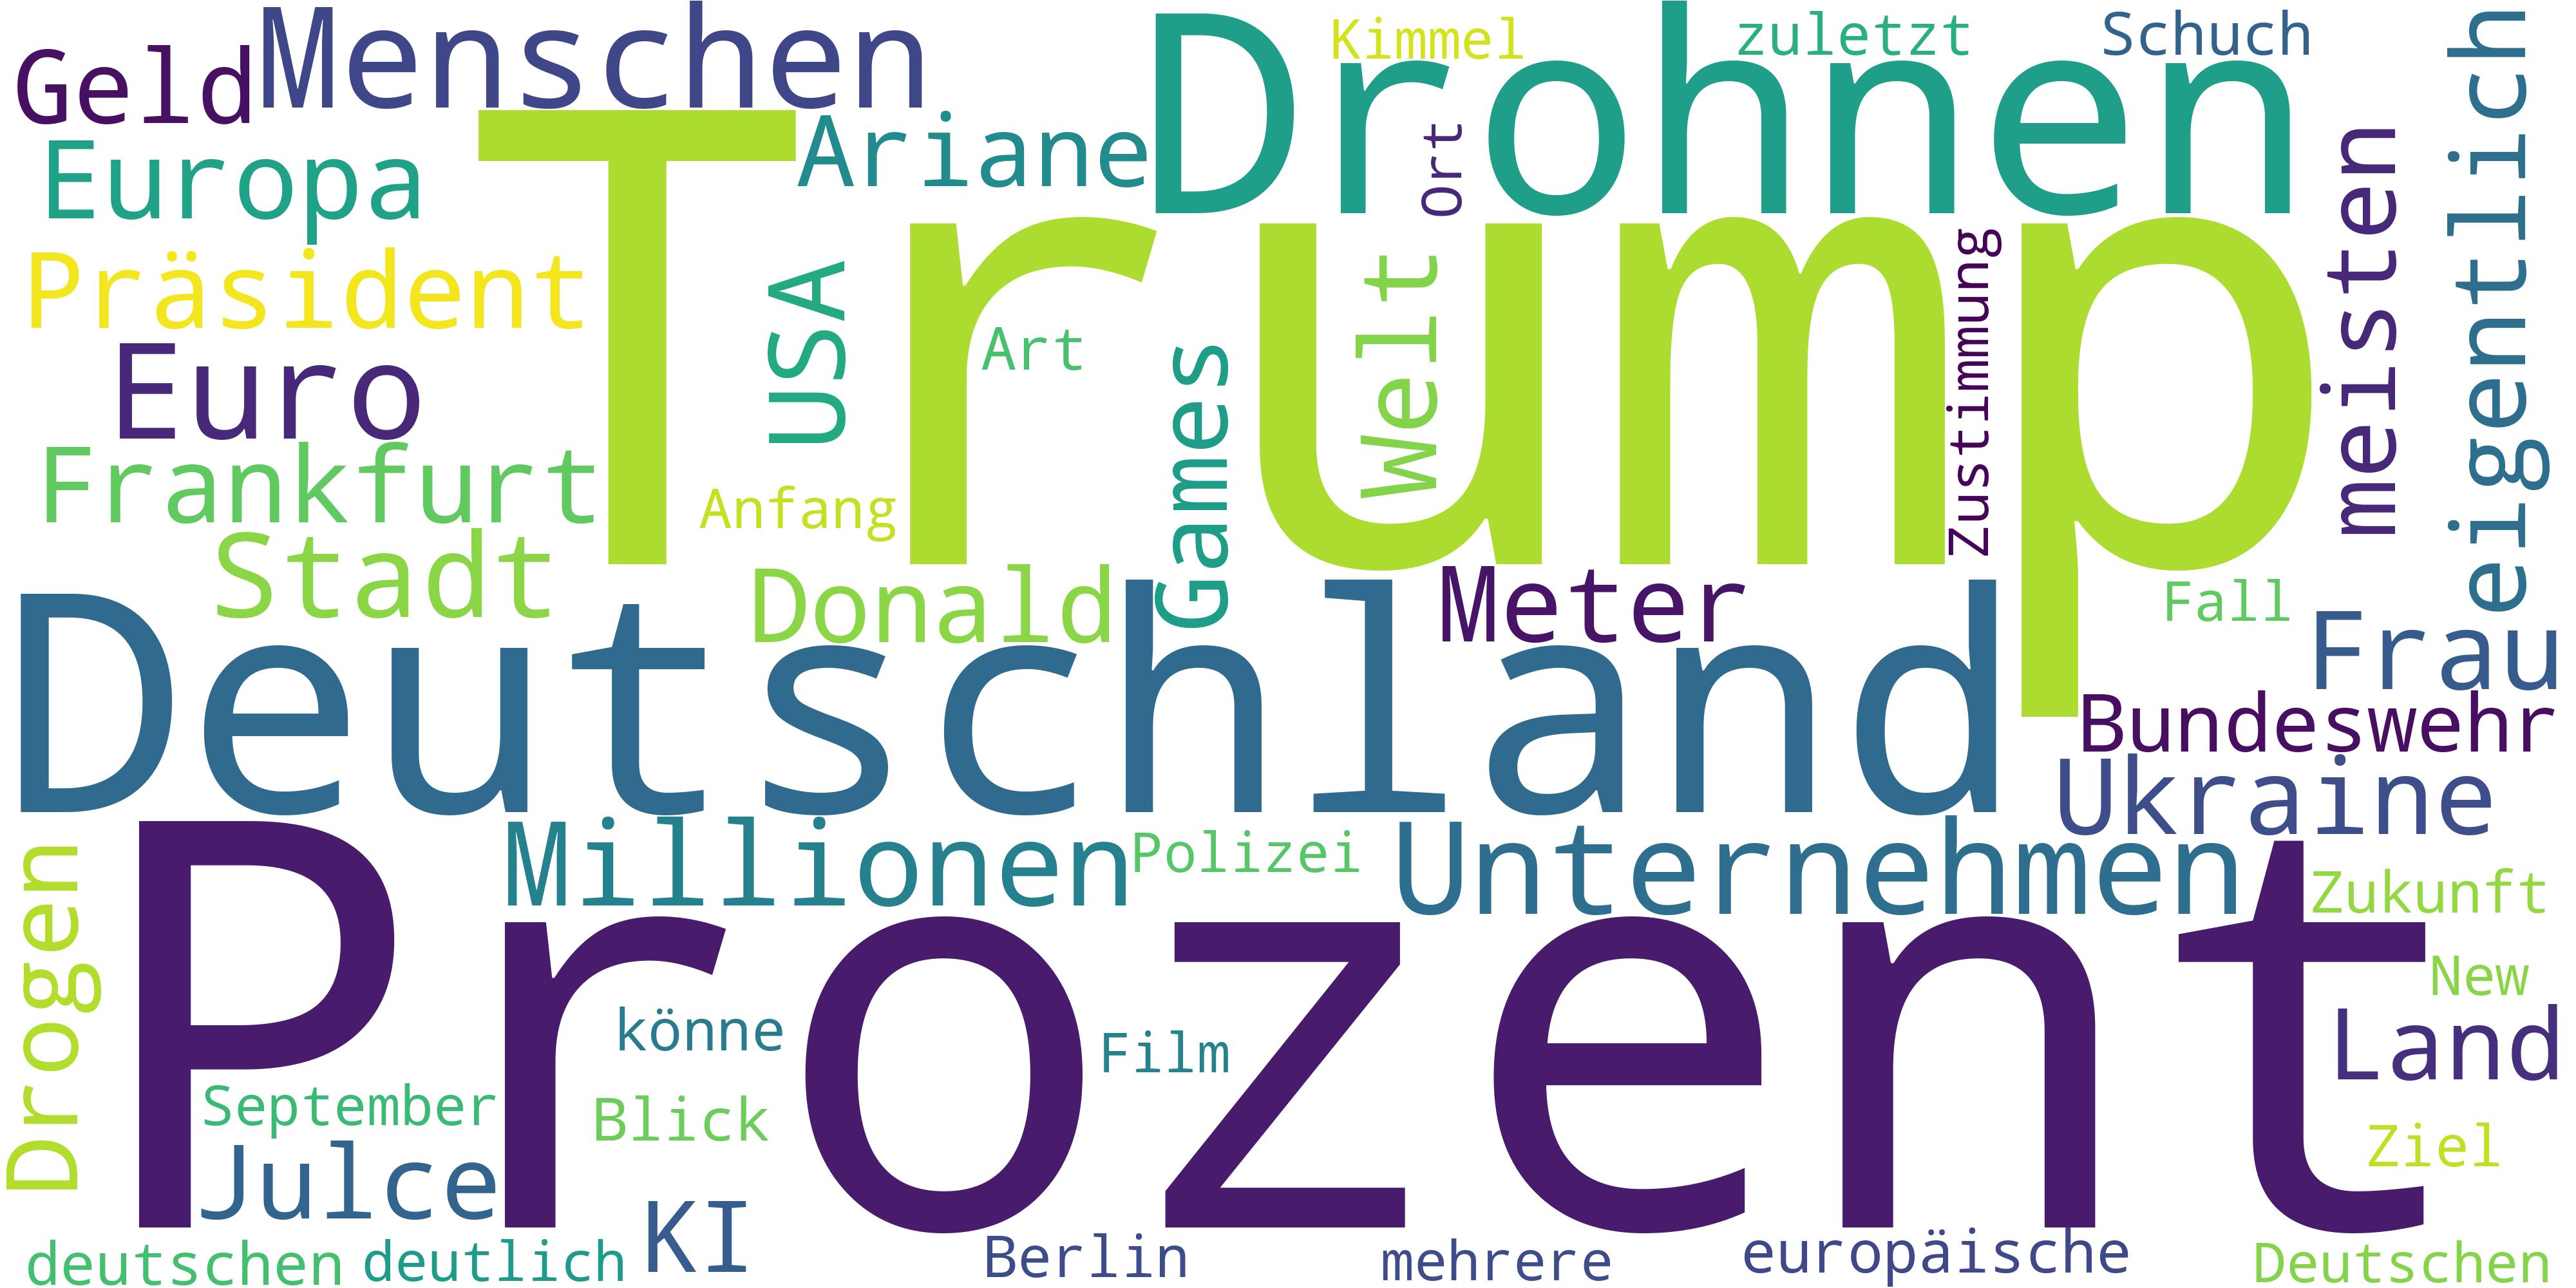 Geld
Menschen
Drohnen
Kimmel
zuletzt
Schuch
eigentlich
Europa
Ariane
Ort
meisten
Trump
Präsident
USA
Art
Welt
Zustimmung
Euro
Games
Frankfurt
Anfang
Stadt
Donald
Meter
Fall
Frau
Deutschland
Bundeswehr
Ukraine
Drogen
Millionen
Polizei
Unternehmen
Zukunft
Prozent
New
könne
Film
Land
September
Blick
Ziel
Julce
KI
deutschen
deutlich
Berlin
mehrere
europäische
Deutschen